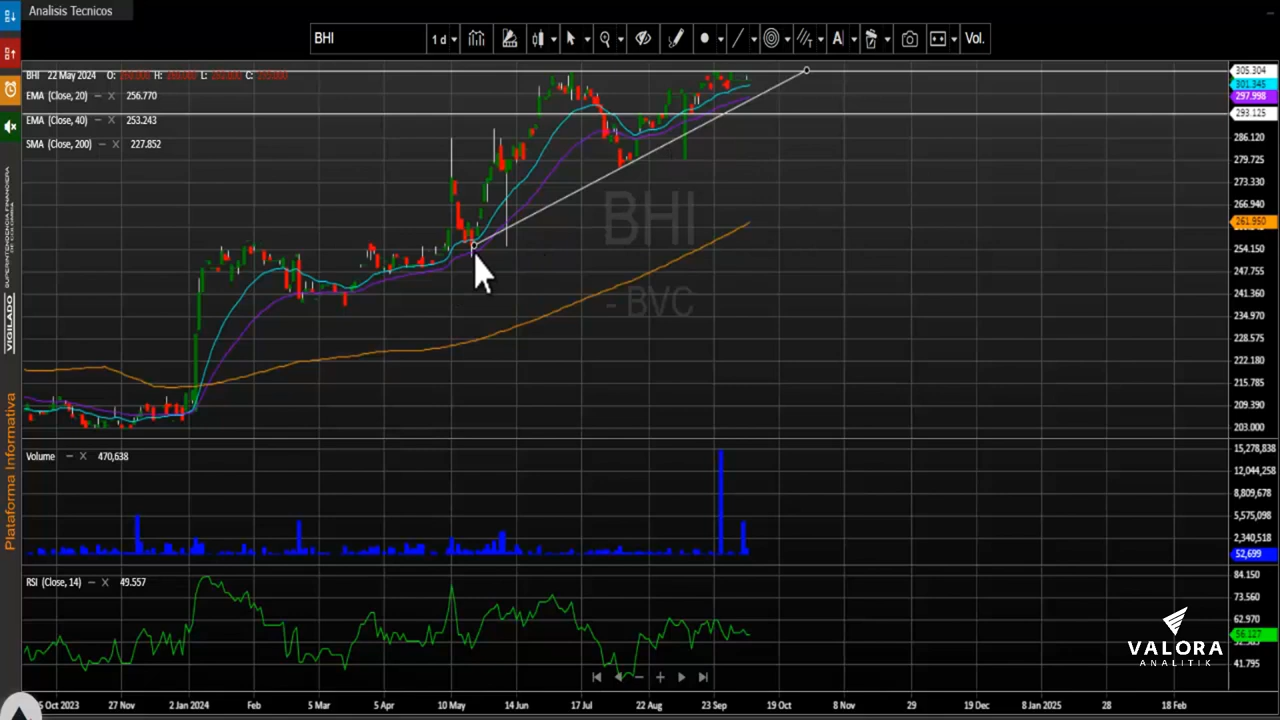 Analisis Tecnicos
BHI
1 d
Vol.
BHI 22 May 2024 O: H: L: C:
EMA (Close, 20) − X 256.770
EMA (Close, 40) − X 253.243
SMA (Close, 200) − X 227.852
BHI
- BVC
305.304
301.345
297.998
293.125
286.120
279.725
273.330
266.940
261.950
254.150
247.755
241.360
234.970
228.575
222.180
215.785
209.390
203.000
Volume − X 470,638
15,278,838
12,044,258
8,809,678
5,575,098
2,340,518
52,699
RSI (Close, 14) − X 49.557
84.150
73.560
62.970
56.127
41.795
Oct 2023 27 Nov 2 Jan 2024 Feb 5 Mar 5 Apr 10 May 14 Jun 17 Jul 22 Aug 23 Sep 19 Oct 8 Nov 29 19 Dec 8 Jan 2025 28 18 Feb
VIGILADO SUPERINTENDENCIA FINANCIERA
Plataforma Informativa
VALORA
ANALITIK